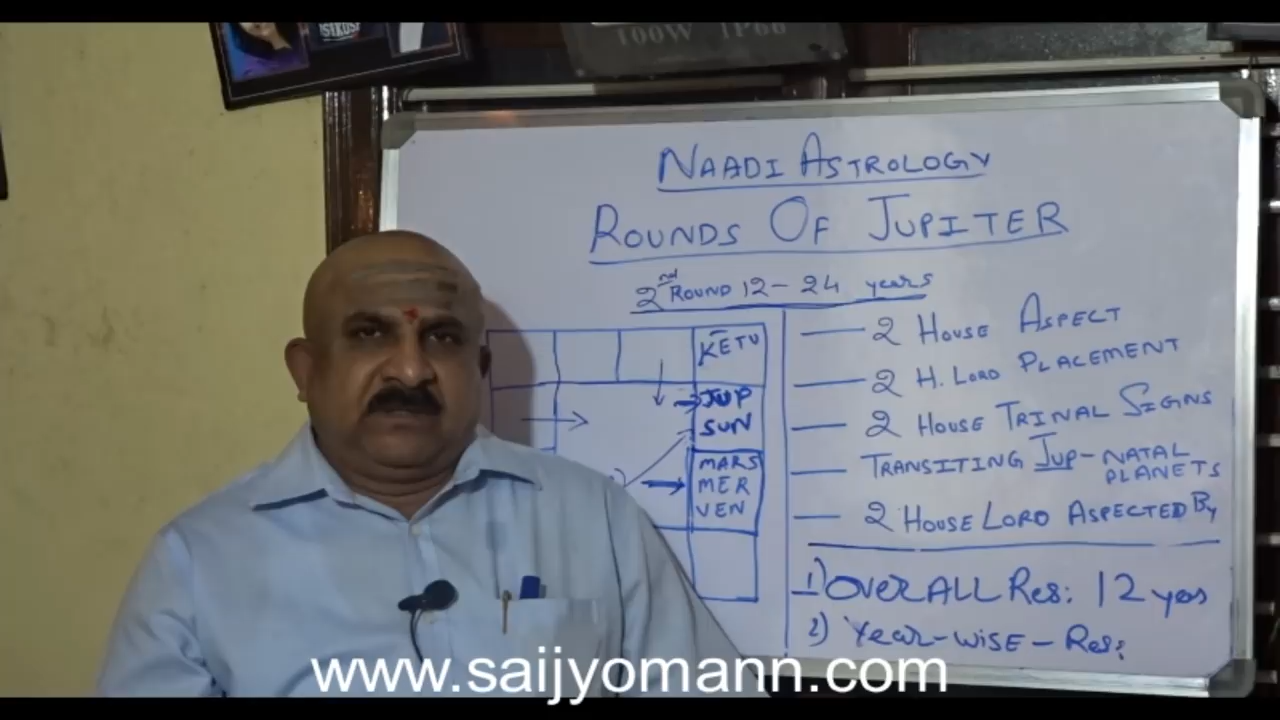 100W IP66
NAADI ASTROLOGY
ROUNDS OF JUPITER
2nd ROUND 12-24 years
KETU
JUP
SUN
MARS
MER
VEN
2 HOUSE ASPECT
2 H. LORD PLACEMENT
2 HOUSE TRINAL SIGNS
TRANSITING JUP-NATAL
PLANETS
2 HOUSE LORD ASPECTED By
1) OVERALL Res: 12 yes
2) Year-wise-Res:
www.saijyomann.com